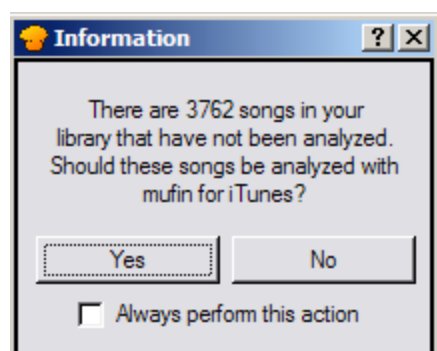 Information
There are 3762 songs in your
library that have not been analyzed.
Should these songs be analyzed with
mufin for iTunes?
Yes No
Always perfom this action